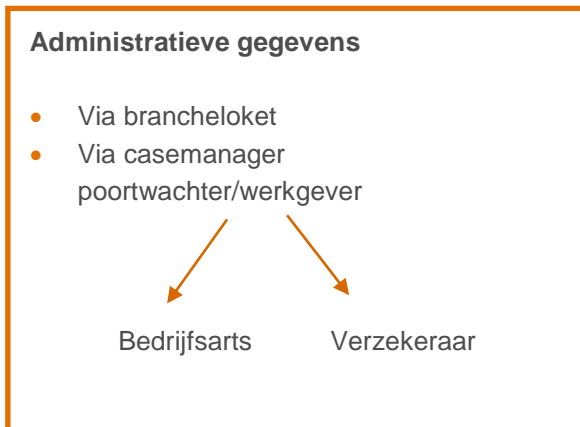 Administratieve gegevens
• Via brancheloket
• Via casemanager
poortwachter/werkgever
Bedrijfsarts Verzekeraar